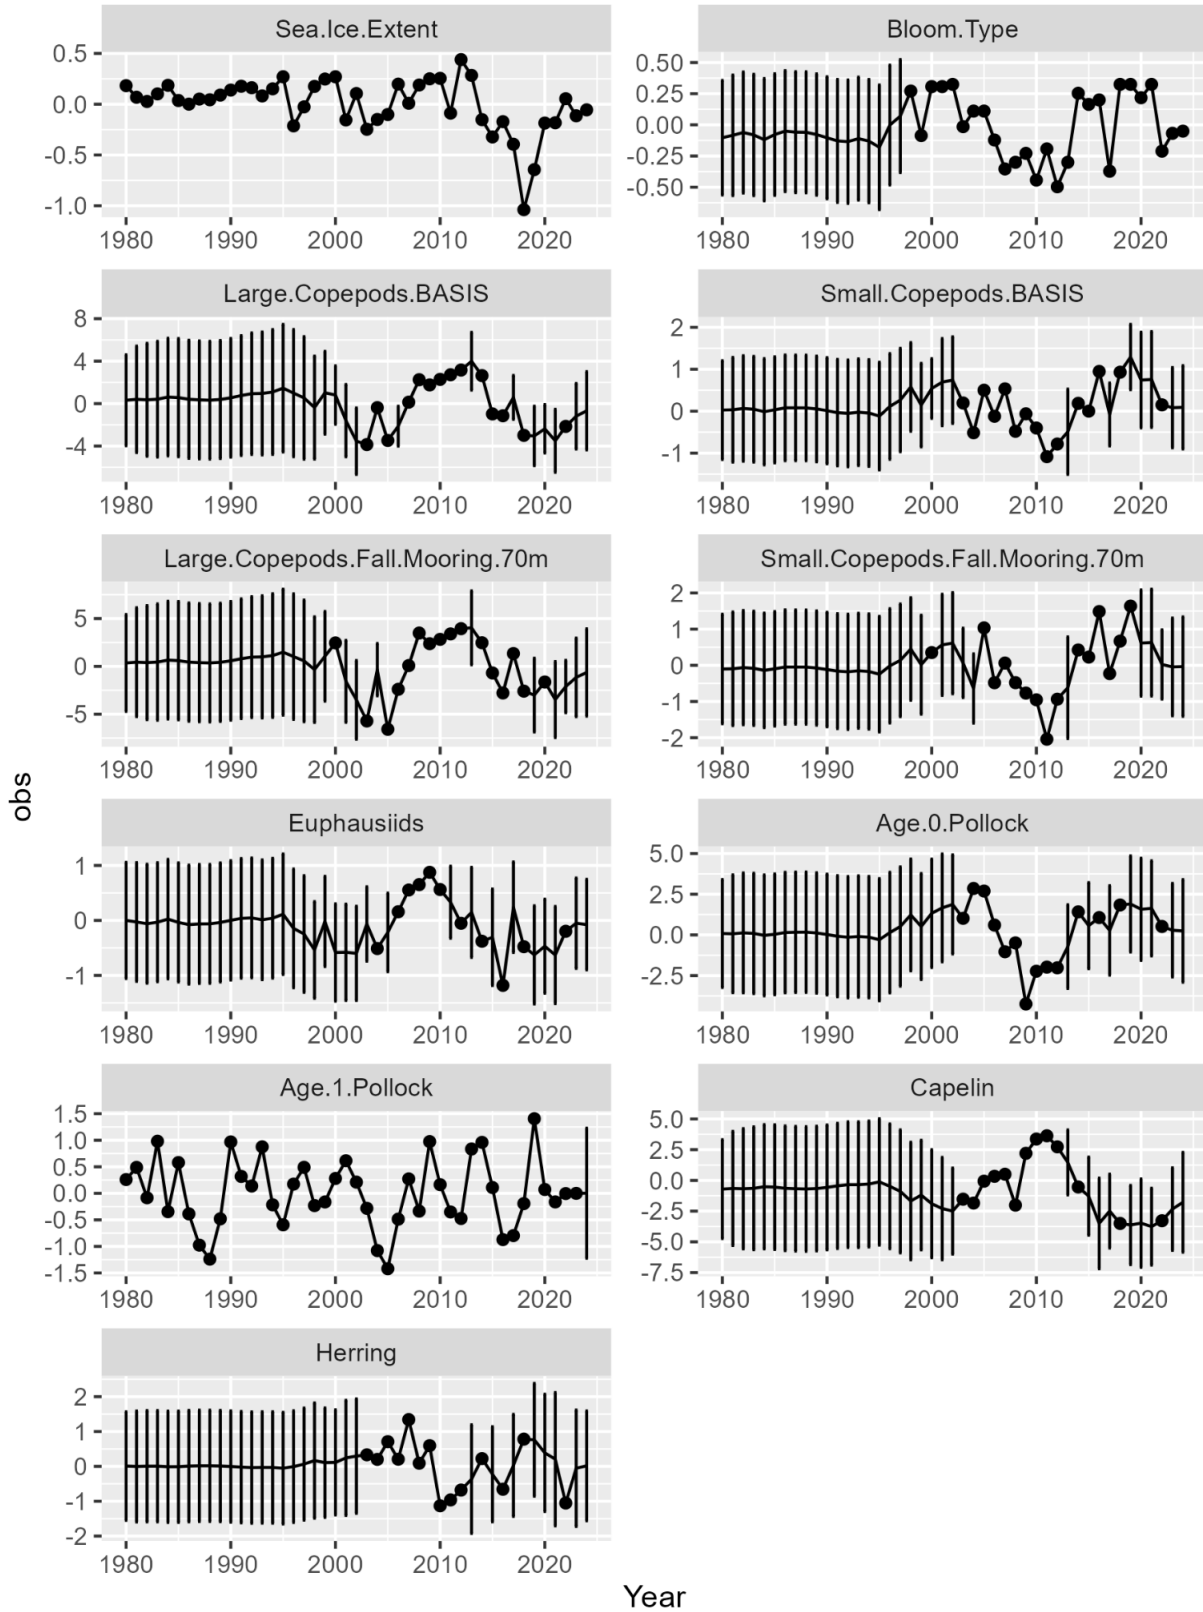 Sea.Ice.Extent
0.5
0.0
-0.5
-1.0
1980 1990 2000 2010 2020
Bloom.Type
0.50
0.25
0.00
-0.25
-0.50
1980 1990 2000 2010 2020
Large.Copepods.BASIS
8
4
0
-4
1980 1990 2000 2010 2020
Small.Copepods.BASIS
2
1
0
-1
1980 1990 2000 2010 2020
Large.Copepods.Fall.Mooring.70m
5
0
-5
1980 1990 2000 2010 2020
Small.Copepods.Fall.Mooring.70m
2
1
0
-1
-2
1980 1990 2000 2010 2020
obs
Euphausiids
1
0
-1
1980 1990 2000 2010 2020
Age.0.Pollock
5.0
2.5
0.0
-2.5
1980 1990 2000 2010 2020
Age.1.Pollock
1.5
1.0
0.5
0.0
-0.5
-1.0
-1.5
1980 1990 2000 2010 2020
Capelin
5.0
2.5
0.0
-2.5
-5.0
-7.5
1980 1990 2000 2010 2020
Herring
2
1
0
-1
-2
1980 1990 2000 2010 2020
Year